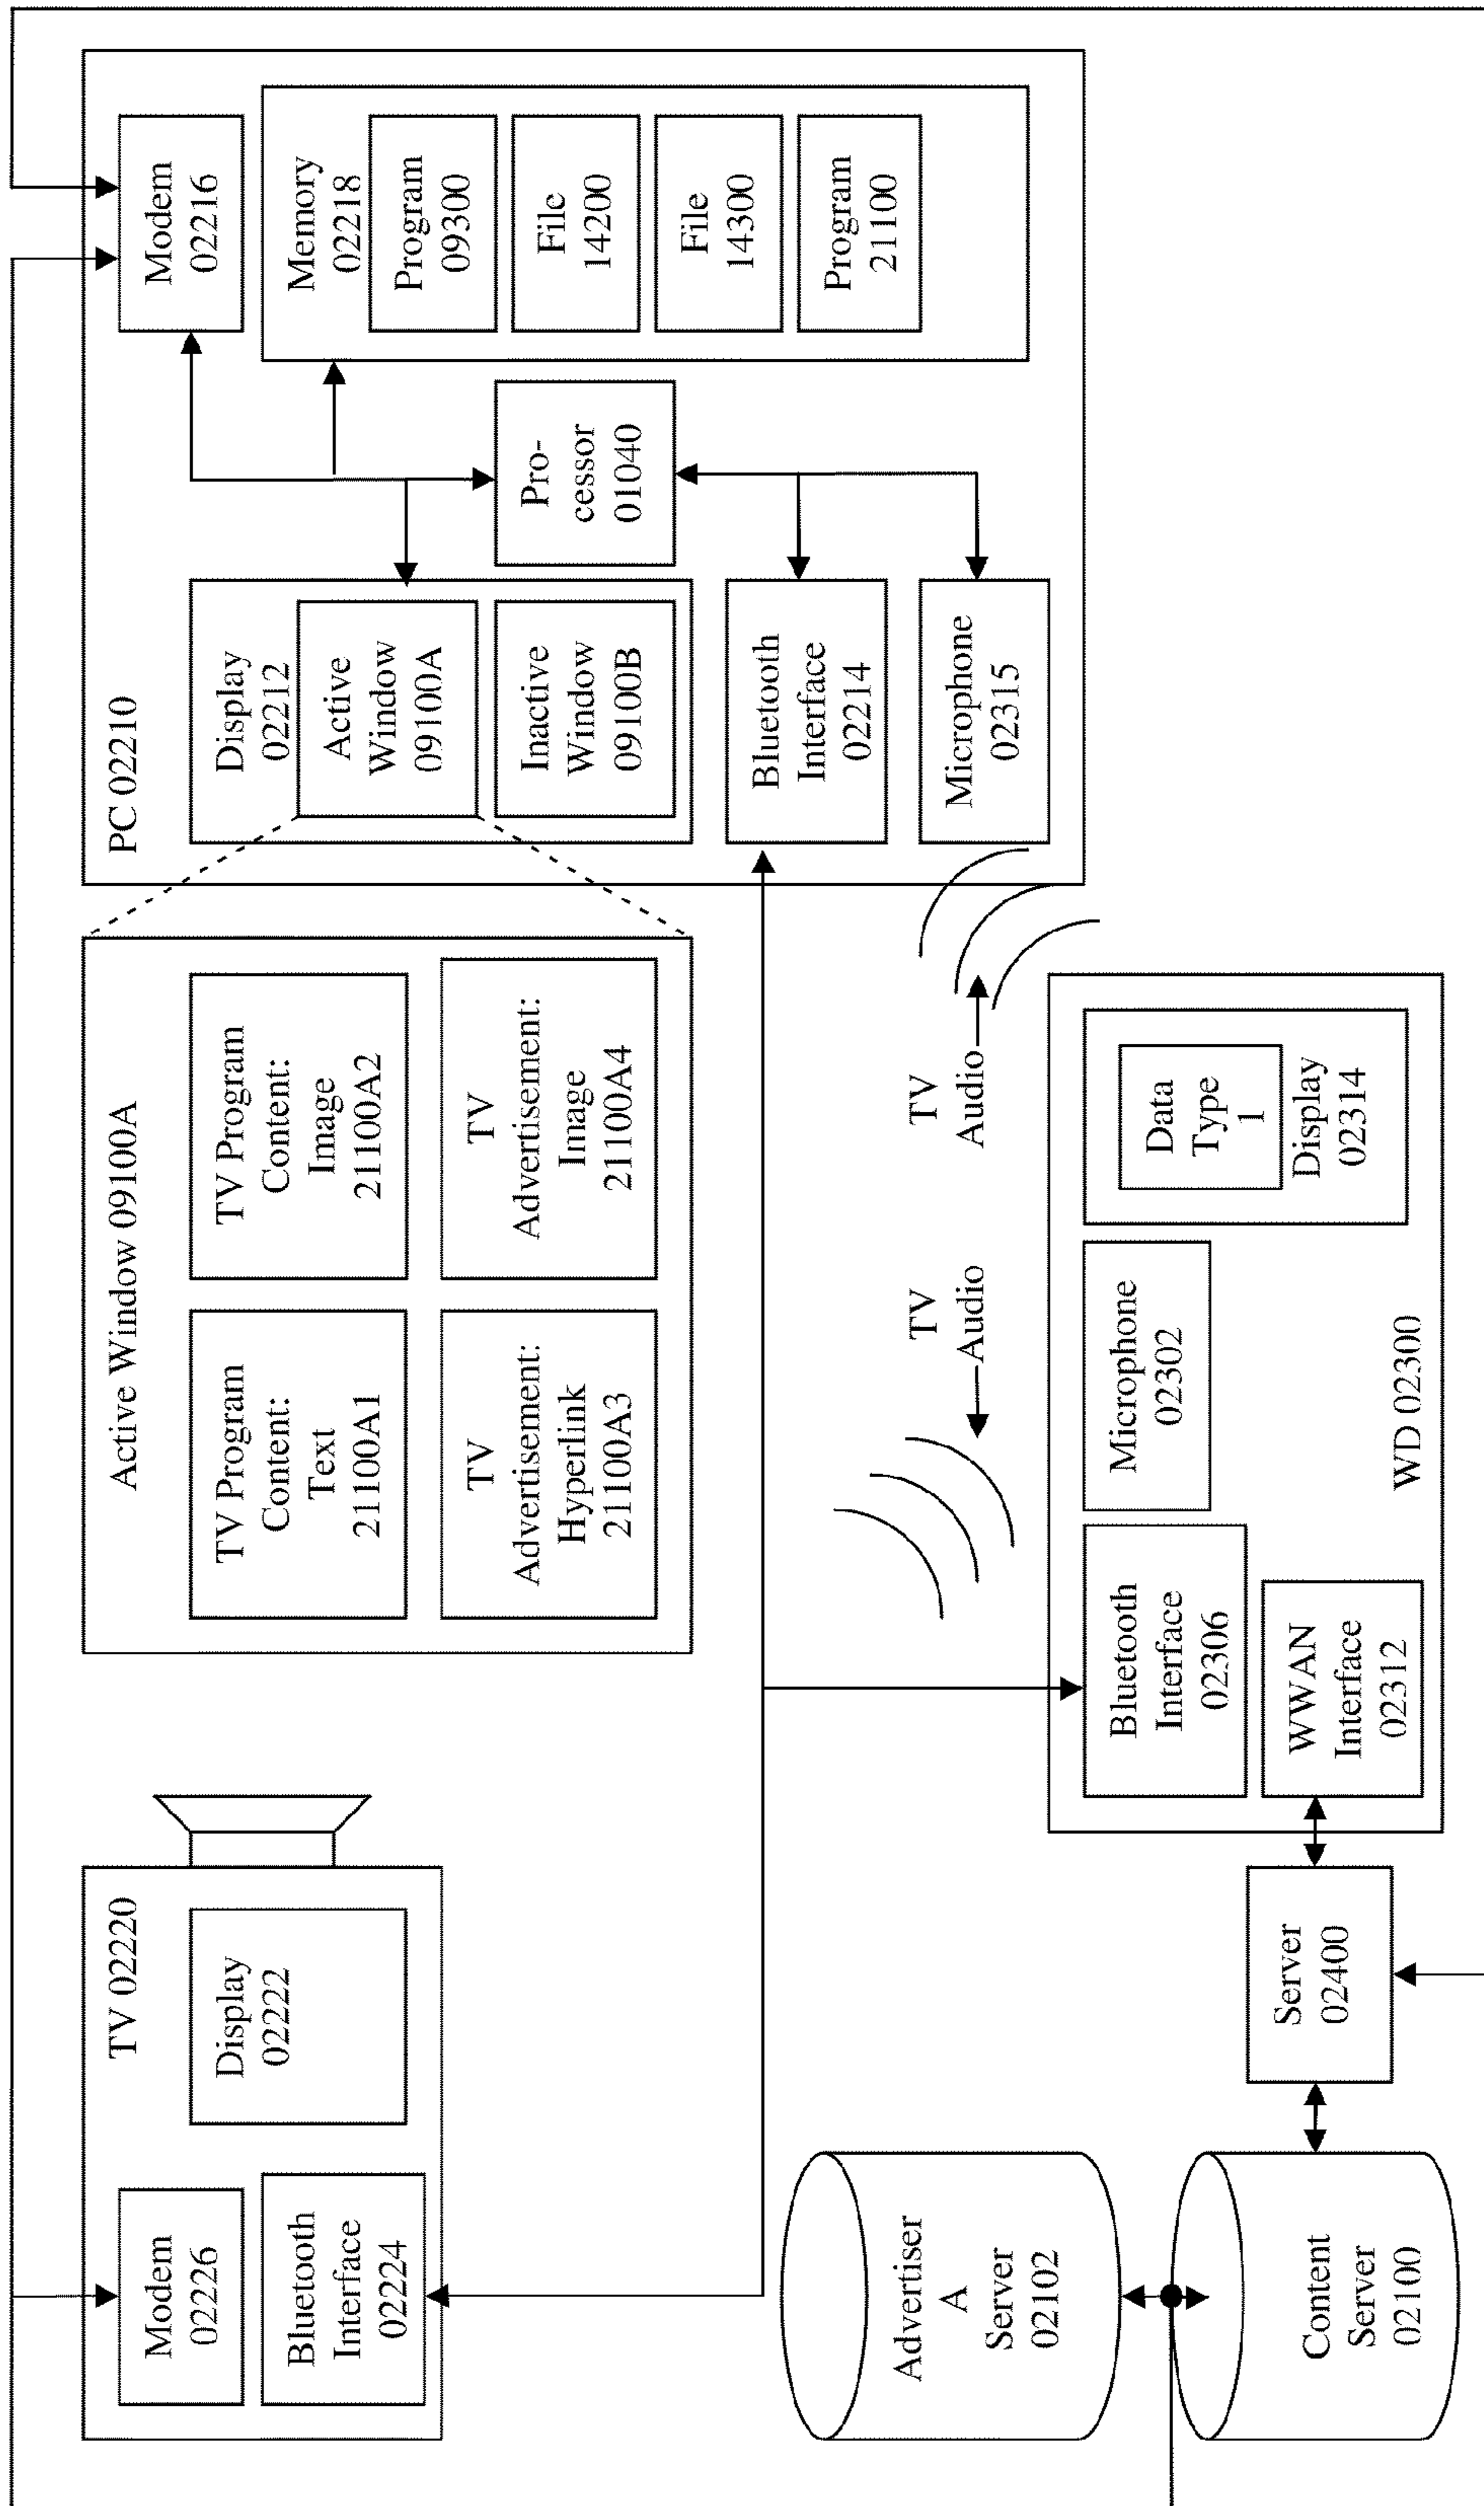 TV 02220
Modem
02226
Display
02222
Bluetooth
Interface
02224
Active Window 09100A
TV Program
Content:
Text
21100A1
TV Program
Content:
Image
21100A2
TV
Advertisement:
Hyperlink
21100A3
TV
Advertisement:
Image
21100A4
PC 02210
Display
02212
Active
Window
09100A
Inactive
Window
09100B
Bluetooth
Interface
02214
Microphone
02315
Pro-
cessor
01040
Modem
02216
Memory
02218
Program
09300
File
14200
File
14300
Program
21100
TV
Audio
TV
Audio
Advertiser
A
Server
02102
Content
Server
02100
Server
02400
Bluetooth
Interface
02306
WWAN
Interface
02312
Microphone
02302
WD 02300
Data
Type
1
Display
02314